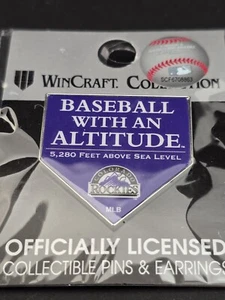 WINCRAFT COLLECTION
BASEBALL
WITH AN
ALTITUDE™
5,280 FEET ABOVE SEA LEVEL
COLORADO
ROCKIES
MLB
OFFICIALLY LICENSED
COLLECTIBLE PINS & EARRINGS